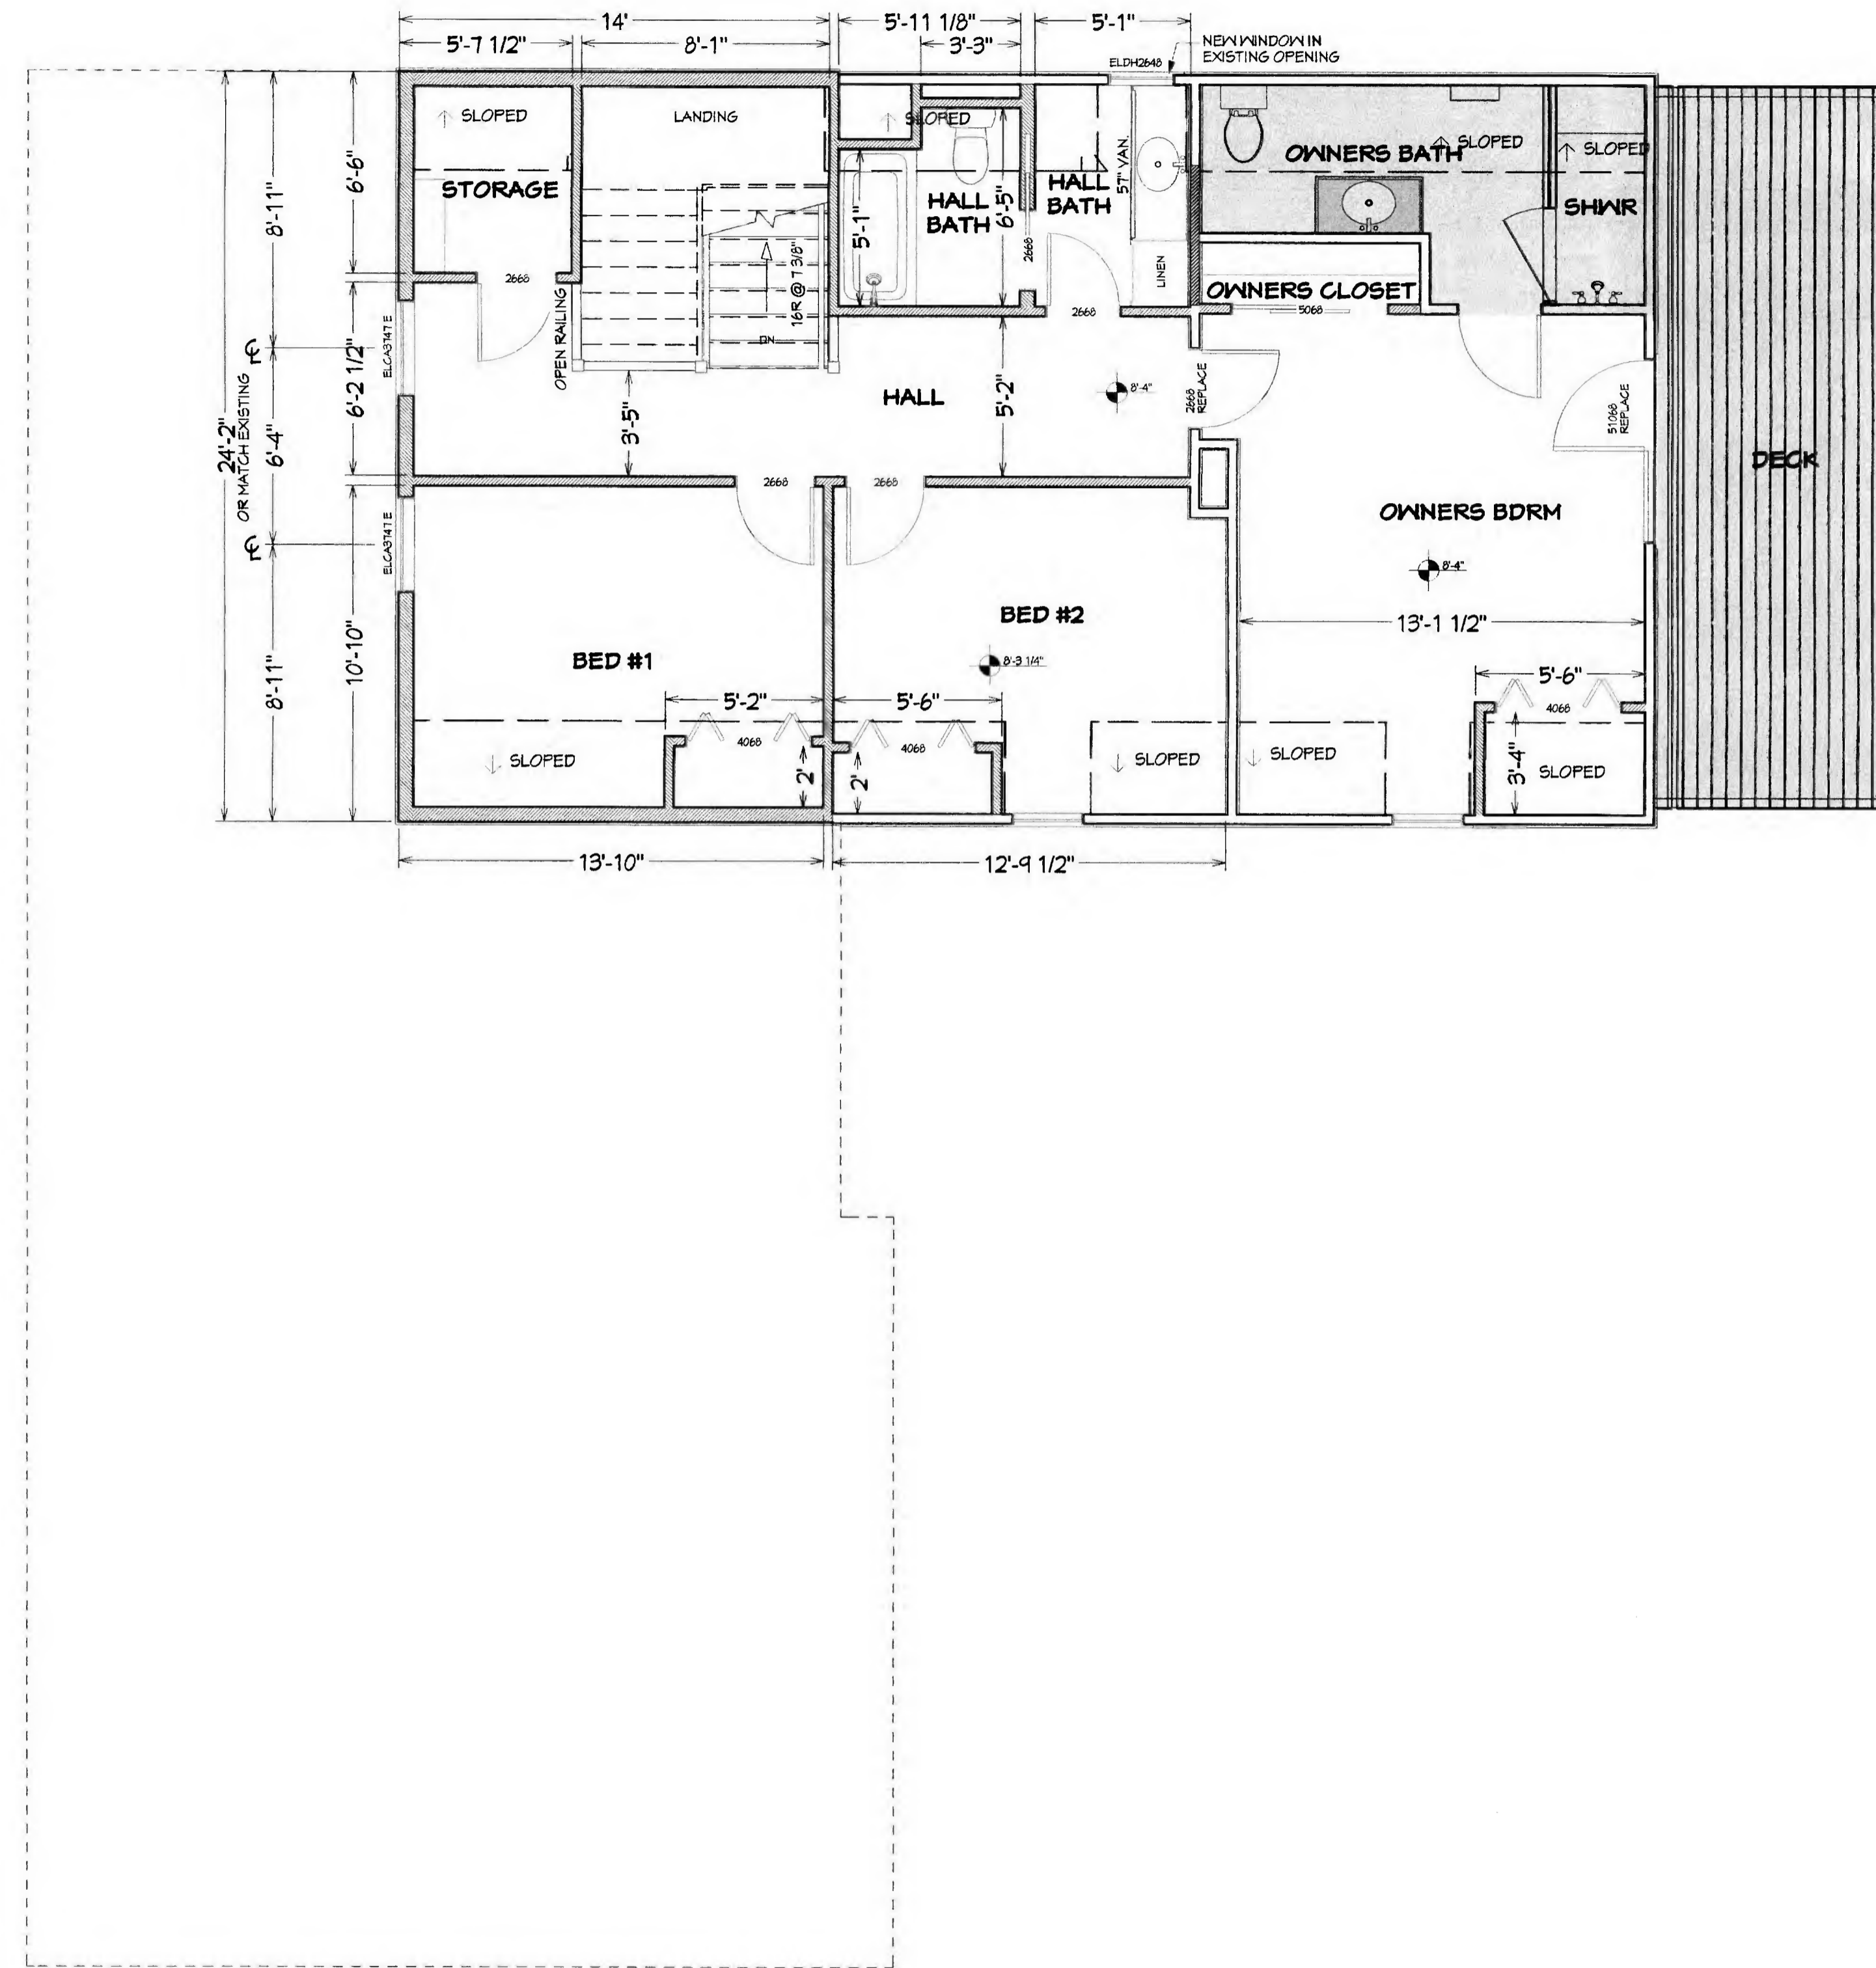 14'
5'-11 1/8"
5'-1"
5'-7 1/2"
8'-1"
3'-3"
NEW WINDOW IN
EXISTING OPENING
ELDH2648
SLOPED
LANDING
SLOPED
57" VAN.
OWNERS BATH
SLOPED
SLOPED
STORAGE
HALL
BATH
6'-5"
HALL
BATH
SHWR
8'-11"
6'-6"
5'-1"
2668
2668
16R @ 7 3/8"
LINEN
OWNERS CLOSET
5068
OPEN RAILING
DN
2668
ELCA3747 E
24'-2"
OR MATCH EXISTING
6'-4"
6'-2 1/2"
3'-5"
HALL
5'-2"
8'-4"
2668
REPLACE
51068
REPLACE
DECK
2668
2668
OWNERS BDRM
ELCA3747 E
8'-4"
BED #2
13'-1 1/2"
8'-11"
10'-10"
BED #1
8'-3 1/4"
5'-2"
5'-6"
5'-6"
4068
4068
4068
SLOPED
2'
2'
SLOPED
SLOPED
3'-4"
SLOPED
13'-10"
12'-9 1/2"